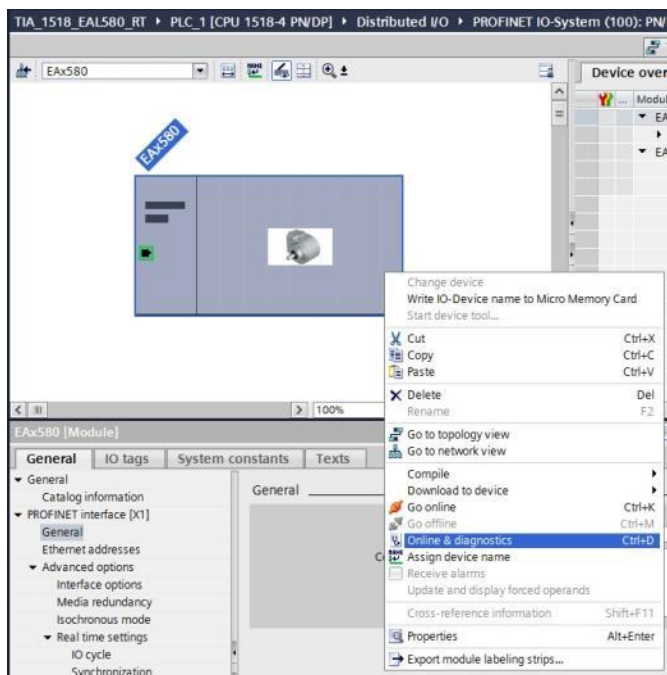 TIA_1518_EAL580_RT ▸ PLC_1 [CPU 1518-4 PN/DP] ▸ Distributed I/O ▸ PROFINET IO-System (100): PN/
EAx580
Device over
... Modul
EA
EA
EAx580
Change device
Write IO-Device name to Micro Memory Card
Start device tool...
Cut Ctrl+X
Copy Ctrl+C
Paste Ctrl+V
Delete Del
Rename F2
Go to topology view
Go to network view
Compile
Download to device
Go online Ctrl+K
Go offline Ctrl+M
Online & diagnostics Ctrl+D
Assign device name
Receive alarms
Update and display forced operands
Cross-reference information Shift+F11
Properties Alt+Enter
Export module labeling strips...
100%
EAx580 [Module]
General IO tags System constants Texts
General
Catalog information
PROFINET interface [X1]
General
Ethernet addresses
Advanced options
Interface options
Media redundancy
Isochronous mode
Real time settings
IO cycle
Synchronization
General